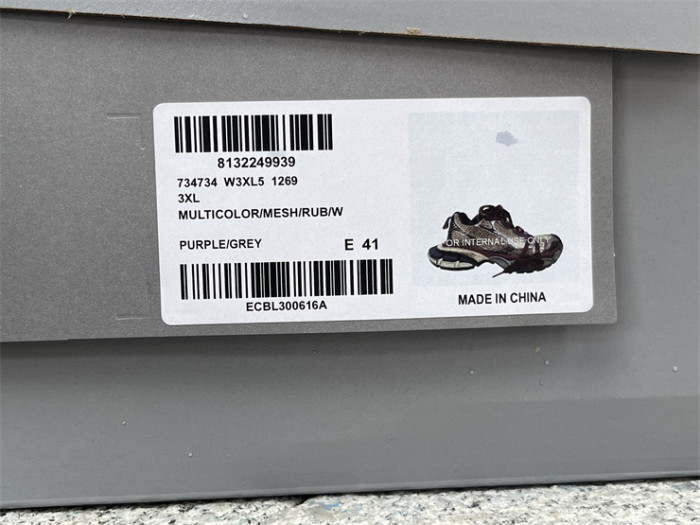 8132249939
734734 W3XL5 1269
3XL
MULTICOLOR/MESH/RUB/W
PURPLE/GREY E 41
ECBL300616A
FOR INTERNAL USE ONLY
MADE IN CHINA